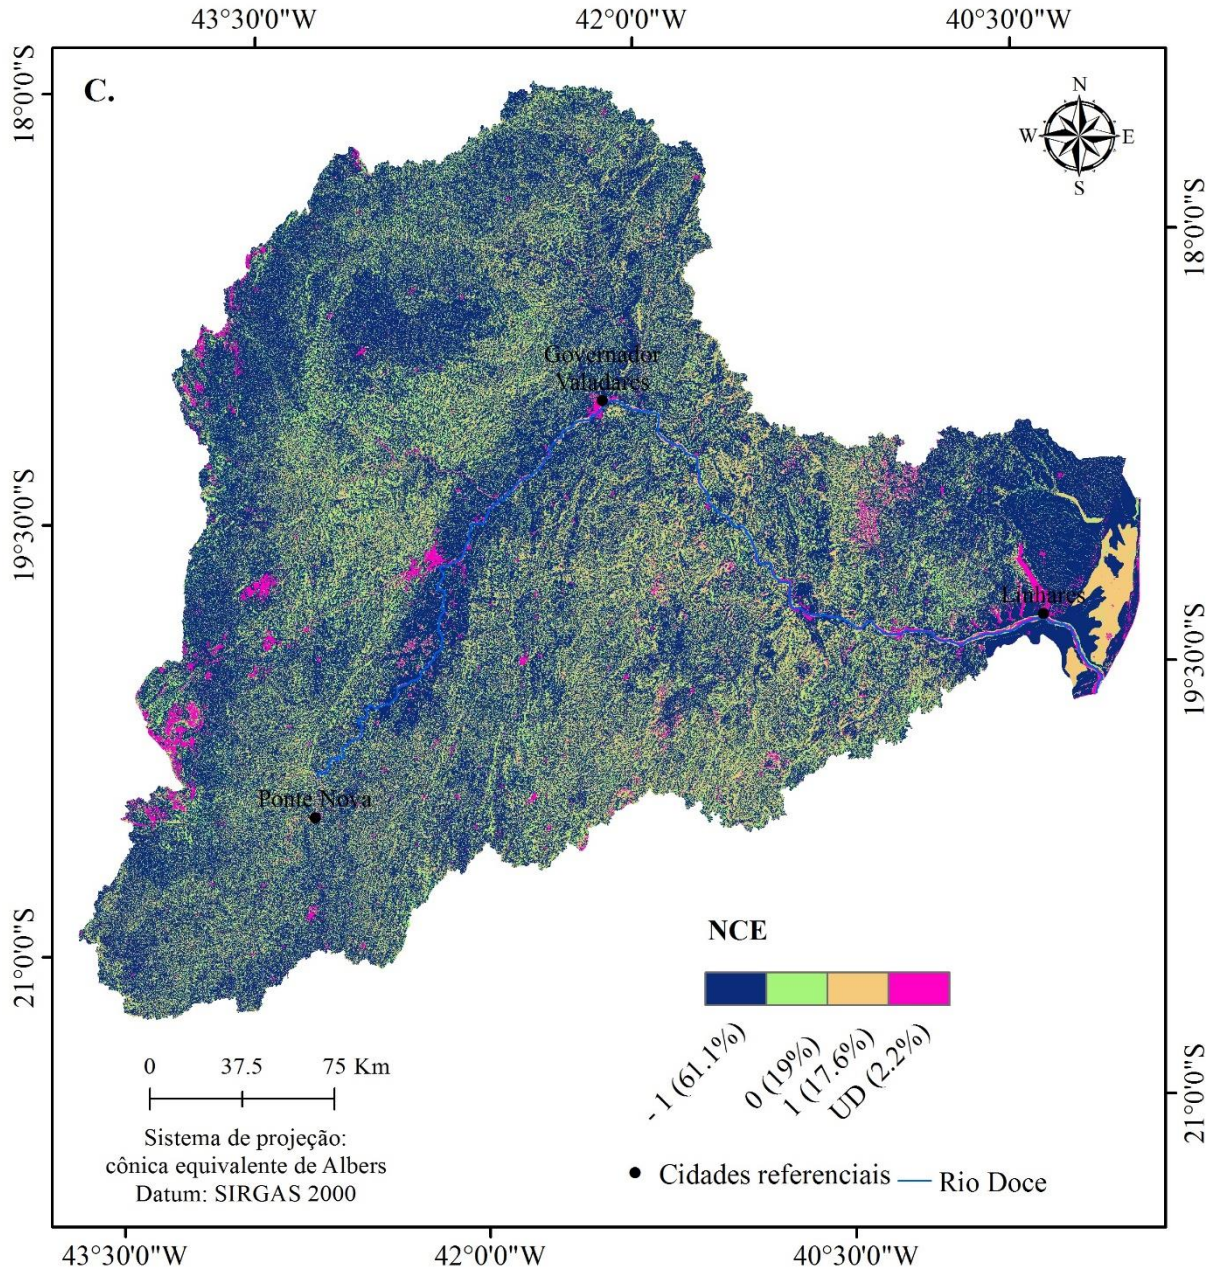 43°30'0"W 42°0'0"W 40°30'0"W
C.
N
W E
S
18°0'0"S
18°0'0"S
Governador
Valadares
19°30'0"S
Linhares
19°30'0"S
Ponte Nova
NCE
21°0'0"S
- 1 (61.1%) 0 (19%) 1 (17.6%) UD (2.2%)
0 37.5 75 Km
21°0'0"S
Sistema de projeção:
cônica equivalente de Albers
Datum: SIRGAS 2000
Cidades referenciais Rio Doce
43°30'0"W 42°0'0"W 40°30'0"W